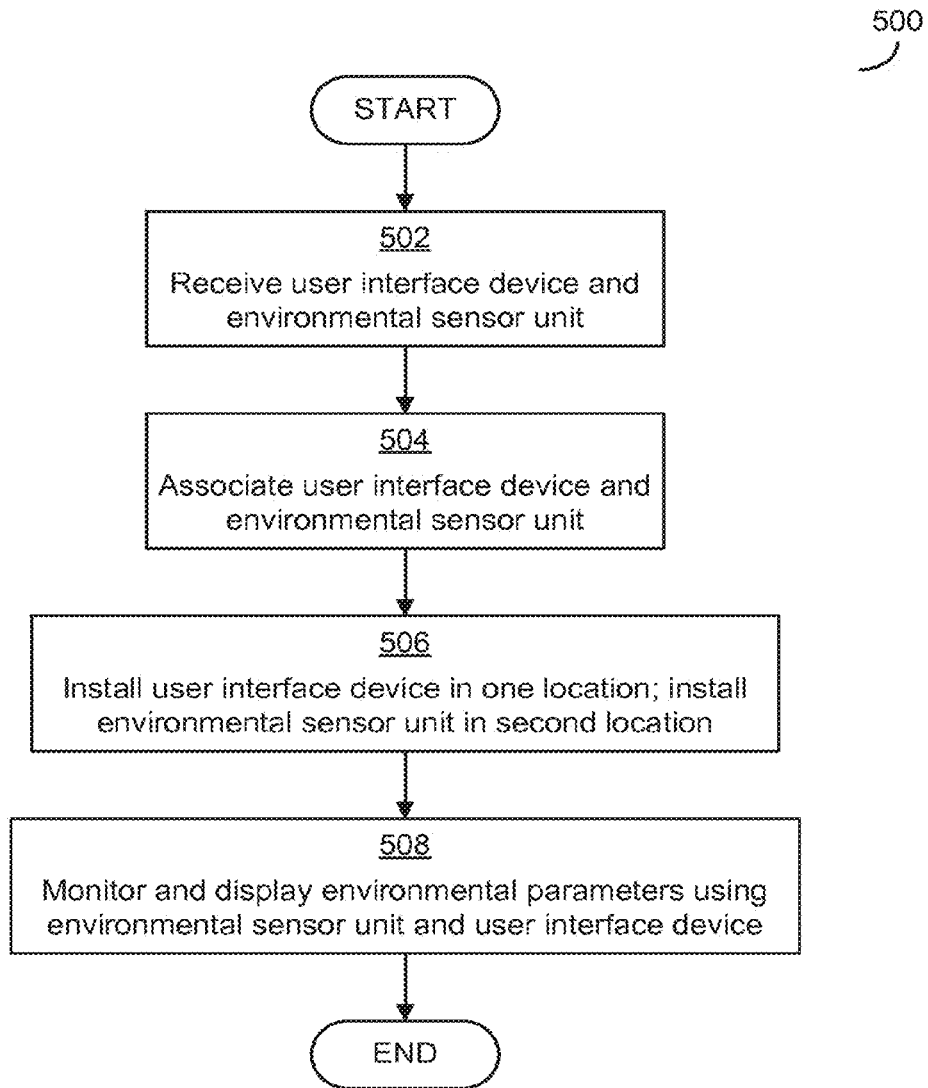 500
START
502
Receive user interface device and
environmental sensor unit
504
Associate user interface device and
environmental sensor unit
506
Install user interface device in one location; install
environmental sensor unit in second location
508
Monitor and display environmental parameters using
environmental sensor unit and user interface device
END